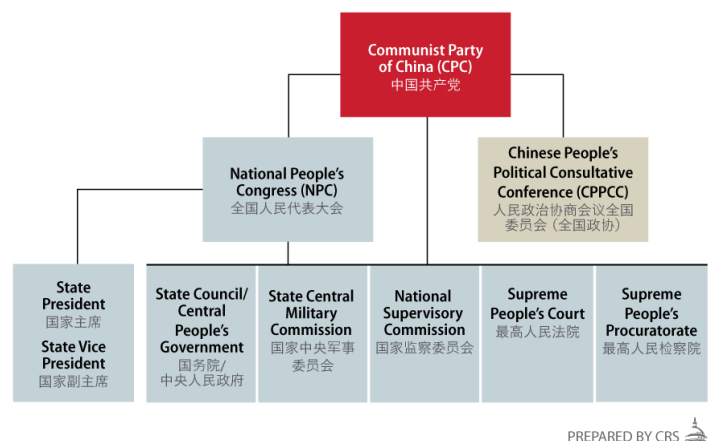 Communist Party
of China (CPC)
中国共产党
National People's
Congress (NPC)
全国人民代表大会
Chinese People's
Political Consultative
Conference (CPPCC)
人民政治协商会议全国
委员会（全国政协）
State
President
国家主席
State Vice
President
国家副主席
State Council/
Central
People's
Government
国务院/
中央人民政府
State Central
Military
Commission
国家中央军事
委员会
National
Supervisory
Commission
国家监察委员会
Supreme
People's Court
最高人民法院
Supreme
People's
Procuratorate
最高人民检察院
PREPARED BY CRS